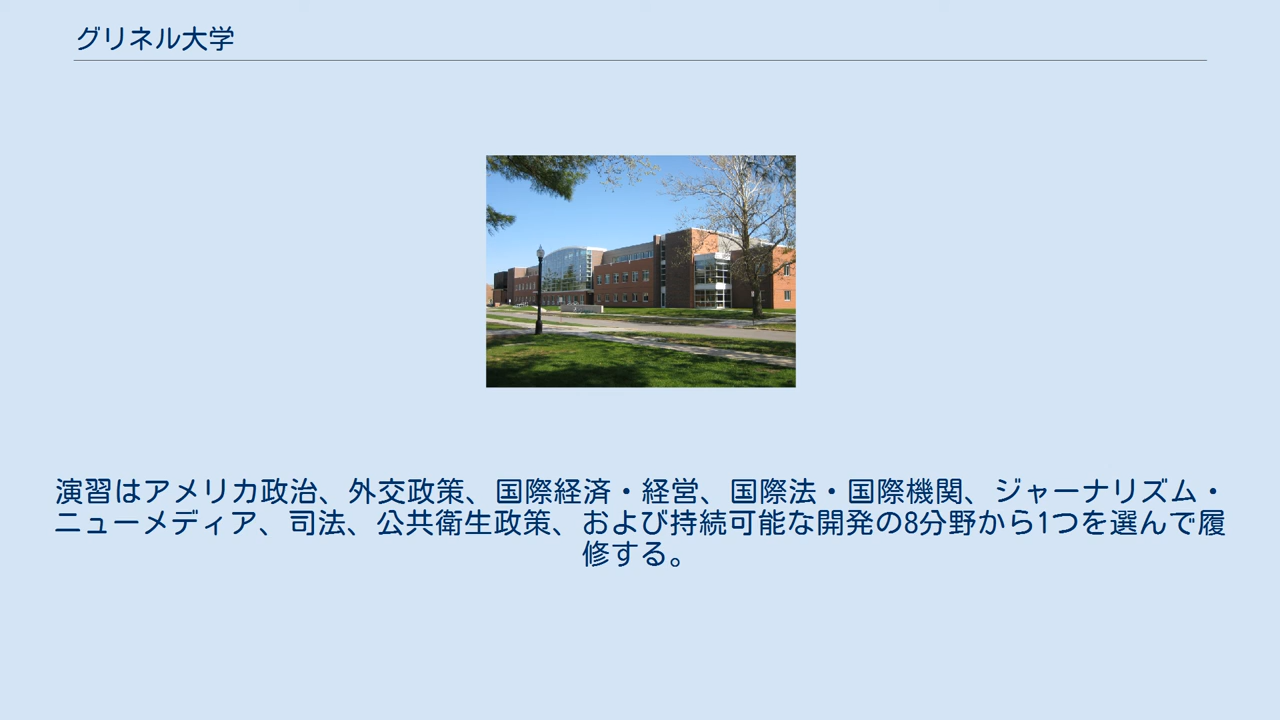 グリネル大学
演習はアメリカ政治、外交政策、国際経済・経営、国際法・国際機関、ジャーナリズム・
ニューメディア、司法、公共衛生政策、および持続可能な開発の8分野から1つを選んで履
修する。